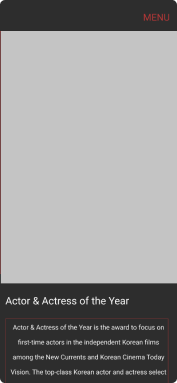 MENU
Actor & Actress of the Year
Actor & Actress of the Year is the award to focus on
first-time actors in the independent Korean films
among the New Currents and Korean Cinema Today
Vision. The top-class Korean actor and actress select